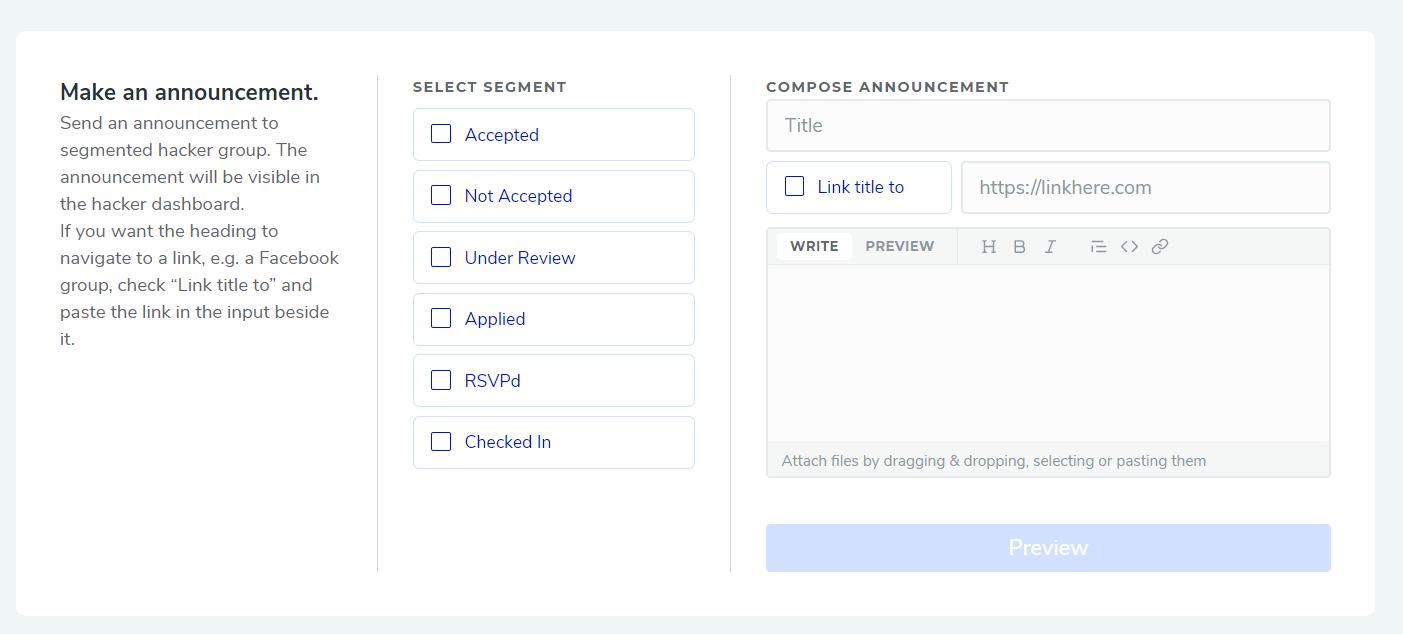 Make an announcement.
Send an announcement to
segmented hacker group. The
announcement will be visible in
the hacker dashboard.
If you want the heading to
navigate to a link, e.g. a Facebook
group, check “Link title to” and
paste the link in the input beside
it.
SELECT SEGMENT
Accepted
Not Accepted
Under Review
Applied
RSVPd
Checked In
COMPOSE ANNOUNCEMENT
Title
Link title to https://linkhere.com
WRITE PREVIEW H B I
Attach files by dragging & dropping, selecting or pasting them
Preview